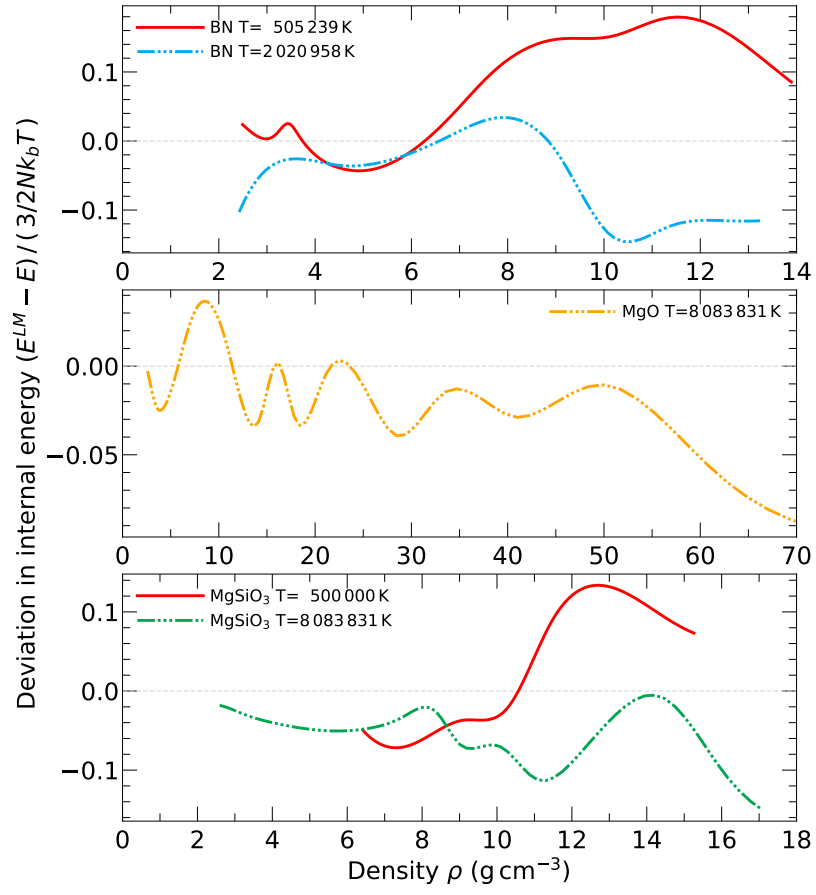 Deviation in internal energy (E^LM − E) / ( 3/2Nk_bT )
BN T= 505 239 K
BN T=2 020 958 K
0.1
0.0
−0.1
0 2 4 6 8 10 12 14
MgO T=8 083 831 K
0.00
−0.05
0 10 20 30 40 50 60 70
MgSiO₃ T= 500 000 K
MgSiO₃ T=8 083 831 K
0.1
0.0
−0.1
0 2 4 6 8 10 12 14 16 18
Density ρ (g cm⁻³)